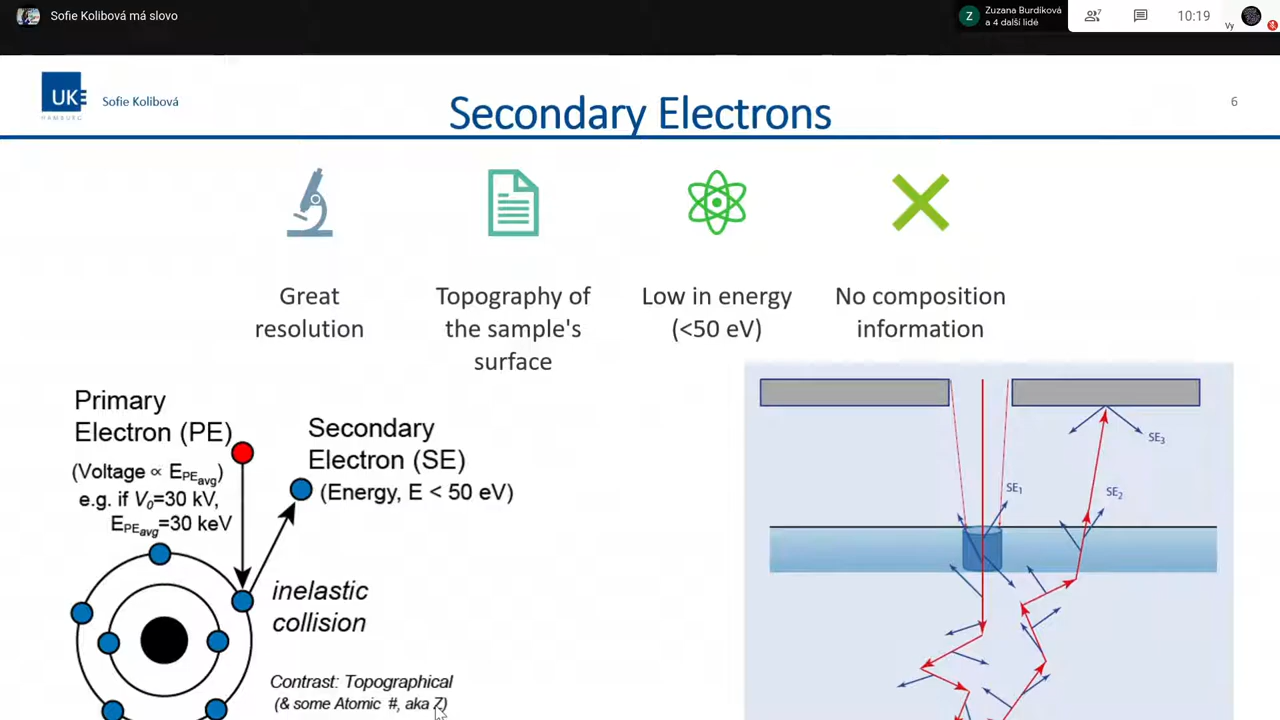 Sofie Kolibová má slovo
Z
Zuzana Burdíková
a 4 další lidé
7
10:19
Vy
UKE
HAMBURG
Sofie Kolibová
Secondary Electrons
6
Great
resolution
Topography of
the sample's
surface
Low in energy
(<50 eV)
No composition
information
Primary
Electron (PE)
(Voltage ∝ EPEavg)
e.g. if V0=30 kV,
EPEavg=30 keV
Secondary
Electron (SE)
(Energy, E < 50 eV)
inelastic
collision
Contrast: Topographical
(& some Atomic #, aka Z)
SE3
SE1
SE2